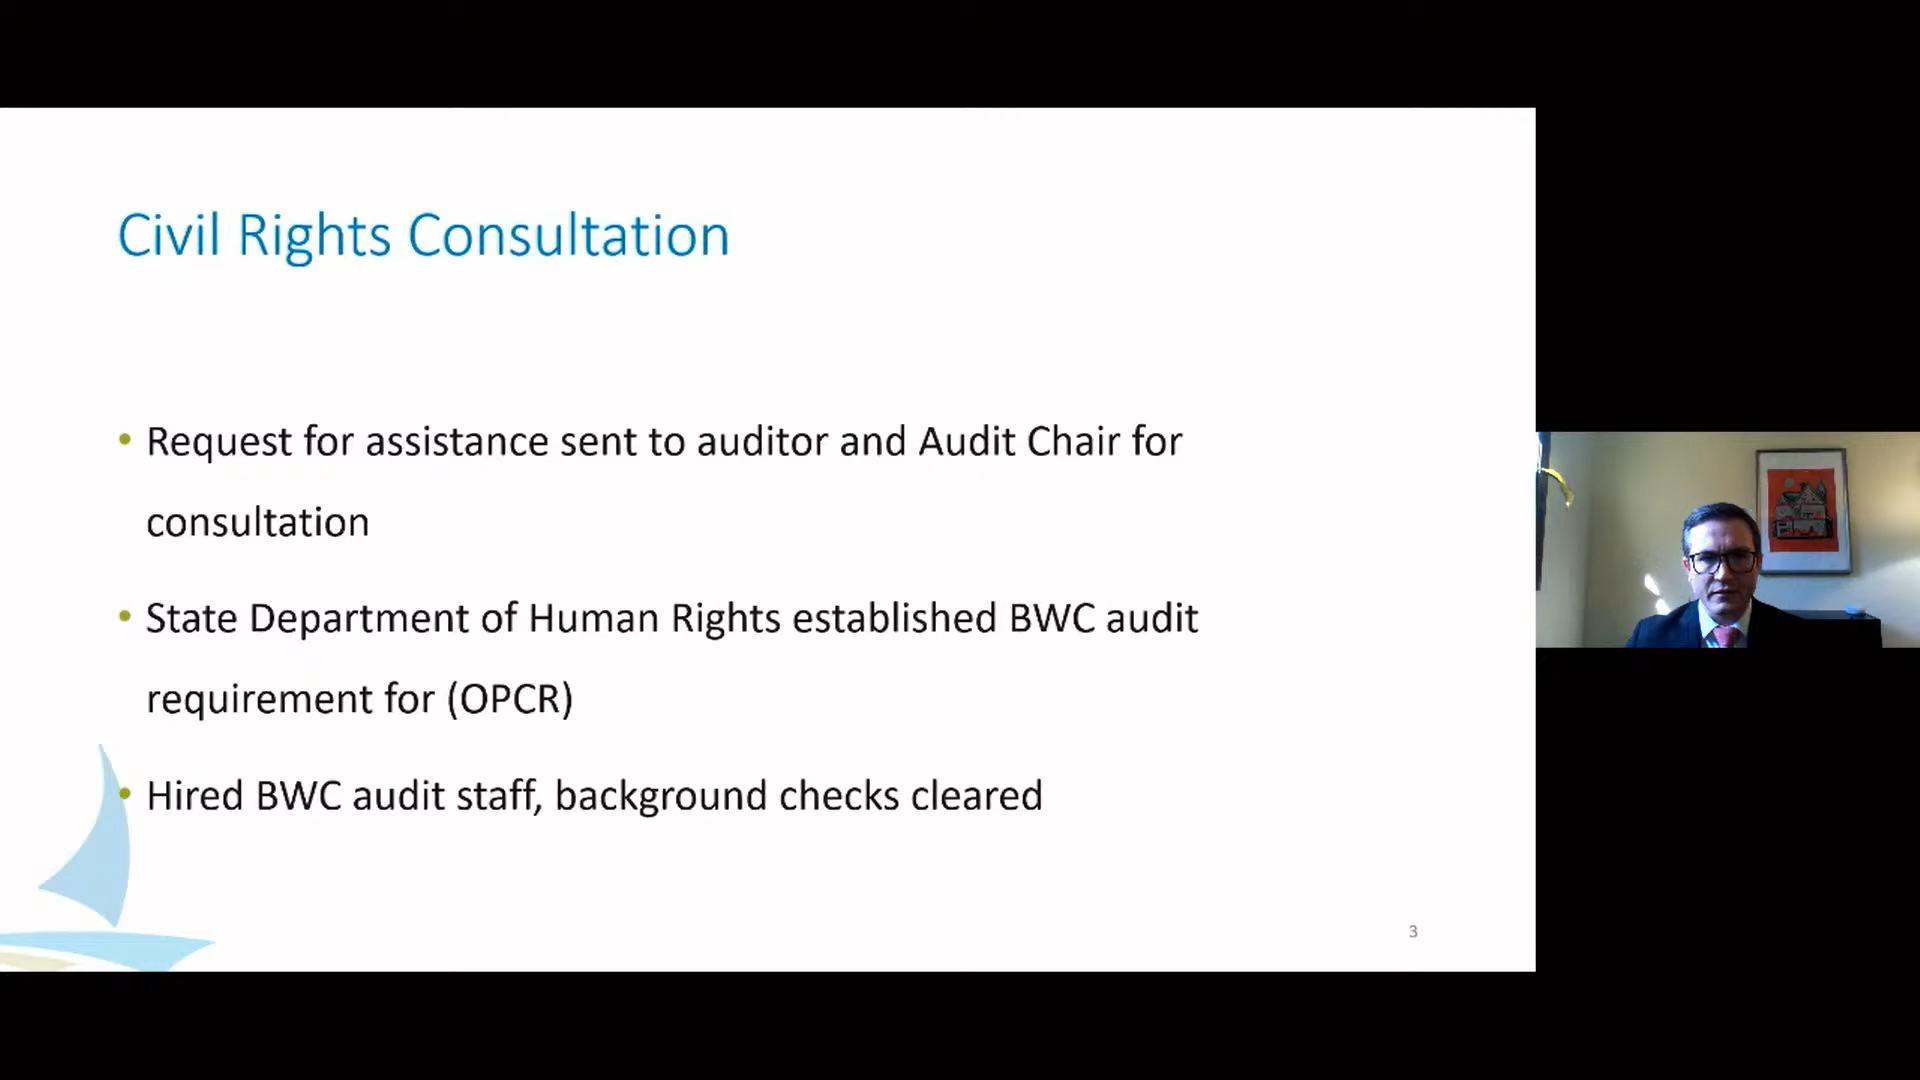 Civil Rights Consultation
• Request for assistance sent to auditor and Audit Chair for
consultation
• State Department of Human Rights established BWC audit
requirement for (OPCR)
• Hired BWC audit staff, background checks cleared
3